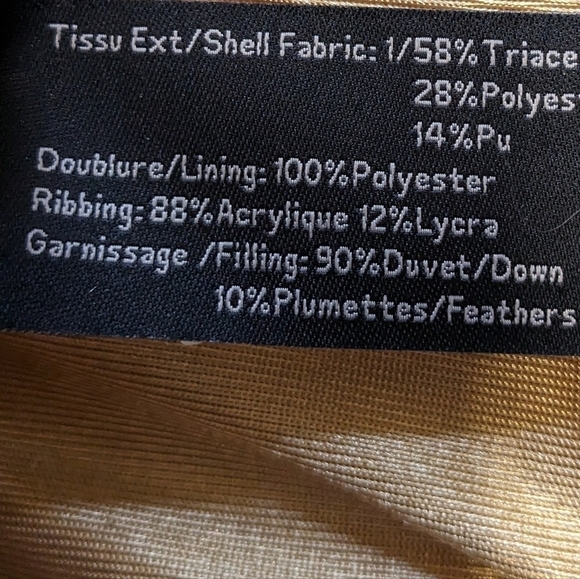 Tissu Ext/Shell Fabric: 1/58%Triace
28%Polyes
14%Pu
Doublure/Lining: 100%Polyester
Ribbing: 88%Acrylique 12%Lycra
Garnissage /Filling: 90%Duvet/Down
10%Plumettes/Feathers